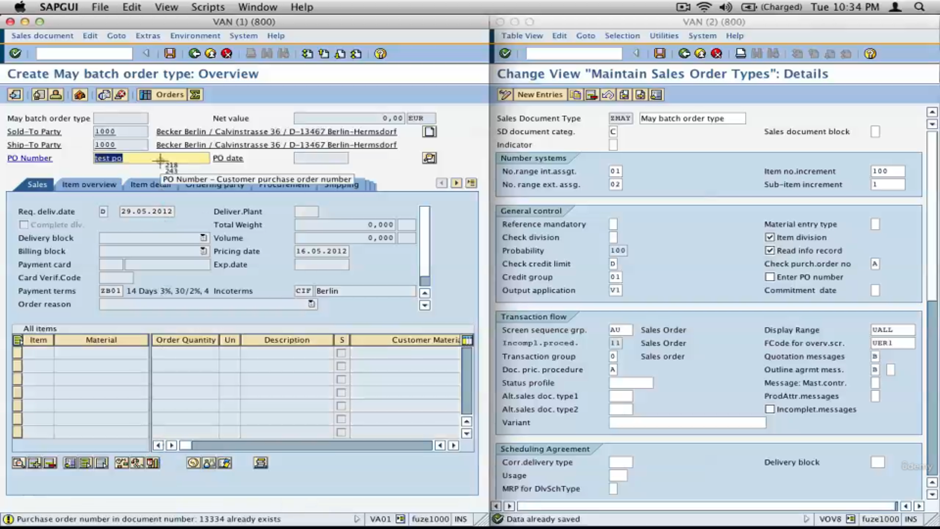 SAPGUI File Edit View System Window Help (Charged) Wed Nov 16 10:34 PM
VAN (1) (800)
Sales document Edit Goto Extras Environment System Help
Create May batch order type: Overview
Orders
May batch order type Net value 0,00 EUR
Sold-To Party 1000 Becker Berlin / Calvinstrasse 36 / D-13467 Berlin-Hermsdorf
Ship-To Party 1000 Becker Berlin / Calvinstrasse 36 / D-13467 Berlin-Hermsdorf
PO Number test po PO date
218
243
PO Number - Customer purchase order number
Sales Item overview Item detail Ordering party Procurement Shipping
Req. deliv.date D 29.05.2012 Deliver.Plant
Complete dlv. Total Weight 0,000
Delivery block Volume 0,000
Billing block Pricing date 16.05.2012
Payment card Exp.date
Card Verif.Code
Payment terms ZB01 14 Days 3%, 30/2%, 4 Incoterms CIF Berlin
Order reason
All items
Item Material Order Quantity Un Description S Customer Materia
Purchase order number in document number: 13334 already exists VA01 fuze1000 INS
VAN (2) (800)
Table View Edit Goto Selection Utilities System Help
Change View "Maintain Sales Order Types": Details
New Entries
Sales Document Type ZMAY May batch order type
SD document categ. C Sales document block
Indicator
Number systems
No.range int.assgt. 01 Item no.increment 100
No. range ext. assg. 02 Sub-item increment 1
General control
Reference mandatory Material entry type
Check division Item division
Probability 100 Read info record
Check credit limit D Check purch.order no A
Credit group 01 Enter PO number
Output application V1 Commitment date
Transaction flow
Screen sequence grp. AU Sales Order Display Range UALL
Incompl.proced. 11 Sales Order FCode for overv.scr. UER1
Transaction group 0 Sales order Quotation messages B
Doc. pric. procedure A Outline agrmt mess. B
Status profile Message: Mast.contr.
Alt.sales doc. type1 ProdAttr.messages
Alt.sales doc. type2 Incomplet.messages
Variant
Scheduling Agreement
Corr.delivery type Delivery block
Usage
MRP for DlvSchType
Udemy
Data already saved VOV8 fuze1000 INS